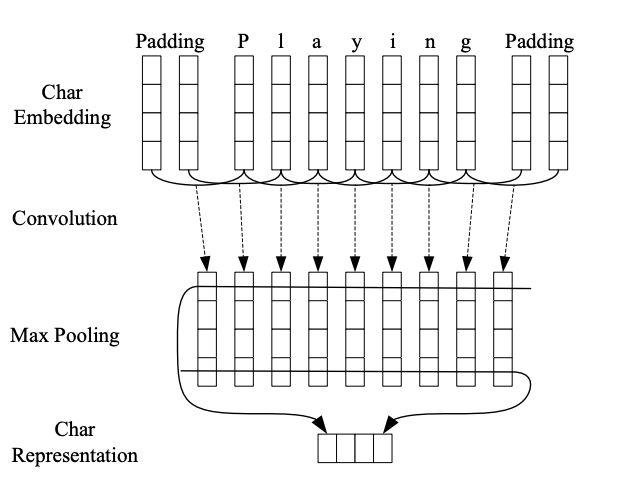 Padding P l a y i n g Padding
Char
Embedding
Convolution
Max Pooling
Char
Representation